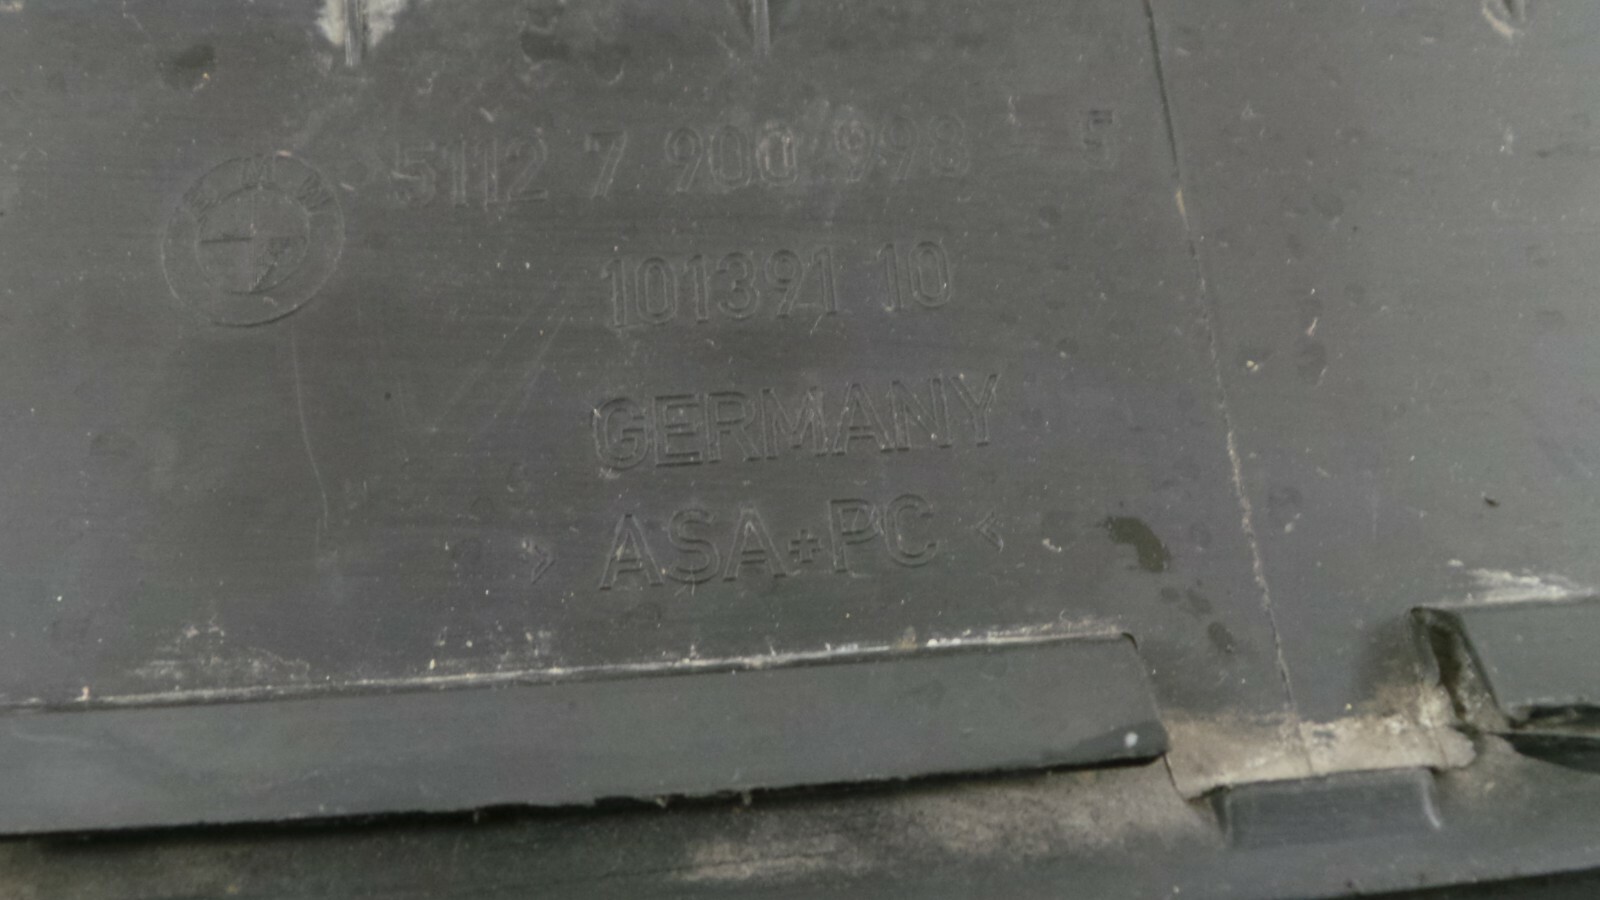 BMW 5112 7 900 998 - 5
101391 10
GERMANY
> ASA+PC <